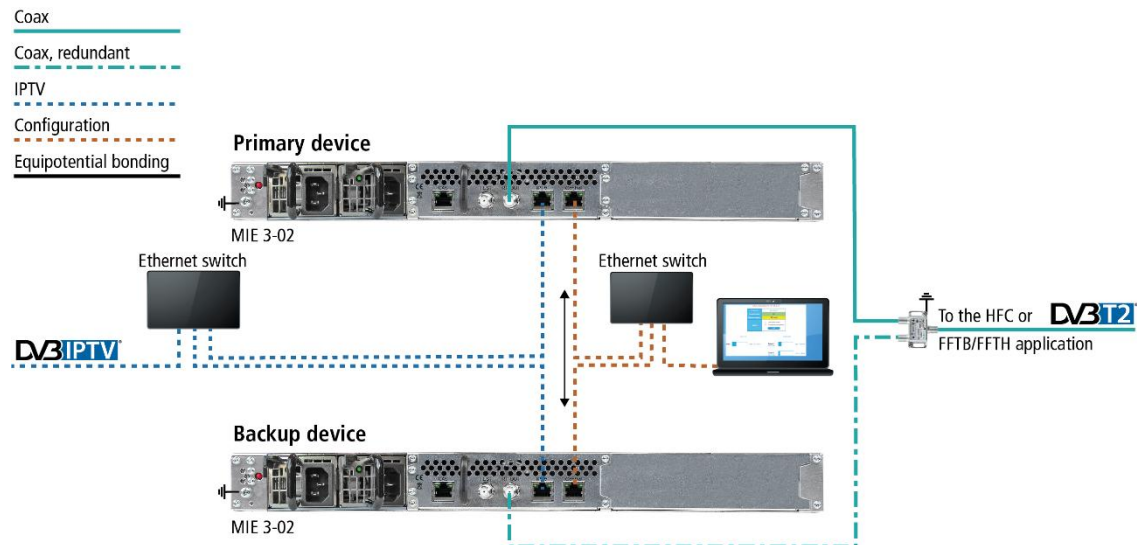 Coax
Coax, redundant
IPTV
Configuration
Equipotential bonding
Primary device
MIE 3-02
Ethernet switch
Ethernet switch
DVB IPTV
To the HFC or
DVB T2
FFTB/FFTH application
Backup device
MIE 3-02